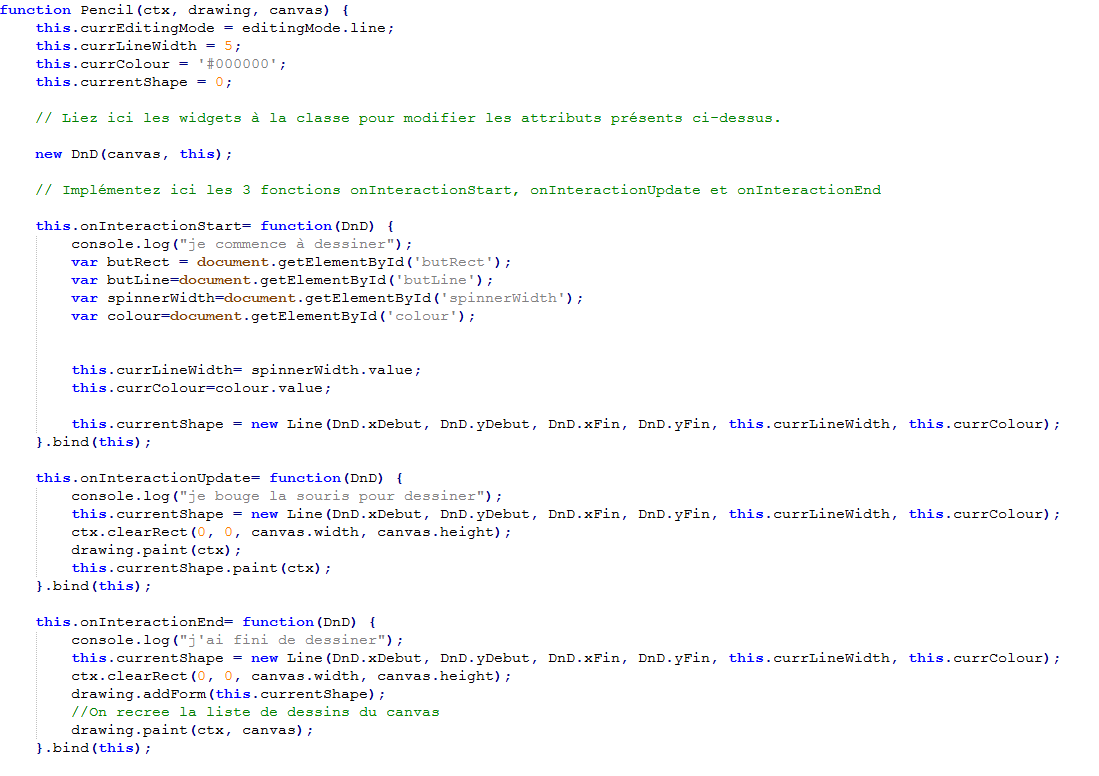 function Pencil(ctx, drawing, canvas) {
    this.currEditingMode = editingMode.line;
    this.currLineWidth = 5;
    this.currColour = '#000000';
    this.currentShape = 0;

    // Liez ici les widgets à la classe pour modifier les attributs présents ci-dessus.

    new DnD(canvas, this);

    // Implémentez ici les 3 fonctions onInteractionStart, onInteractionUpdate et onInteractionEnd

    this.onInteractionStart= function(DnD) {
        console.log("je commence à dessiner");
        var butRect = document.getElementById('butRect');
        var butLine=document.getElementById('butLine');
        var spinnerWidth=document.getElementById('spinnerWidth');
        var colour=document.getElementById('colour');


        this.currLineWidth= spinnerWidth.value;
        this.currColour=colour.value;

        this.currentShape = new Line(DnD.xDebut, DnD.yDebut, DnD.xFin, DnD.yFin, this.currLineWidth, this.currColour);
    }.bind(this);

    this.onInteractionUpdate= function(DnD) {
        console.log("je bouge la souris pour dessiner");
        this.currentShape = new Line(DnD.xDebut, DnD.yDebut, DnD.xFin, DnD.yFin, this.currLineWidth, this.currColour);
        ctx.clearRect(0, 0, canvas.width, canvas.height);
        drawing.paint(ctx);
        this.currentShape.paint(ctx);
    }.bind(this);

    this.onInteractionEnd= function(DnD) {
        console.log("j'ai fini de dessiner");
        this.currentShape = new Line(DnD.xDebut, DnD.yDebut, DnD.xFin, DnD.yFin, this.currLineWidth, this.currColour);
        ctx.clearRect(0, 0, canvas.width, canvas.height);
        drawing.addForm(this.currentShape);
        //On recree la liste de dessins du canvas
        drawing.paint(ctx, canvas);
    }.bind(this);